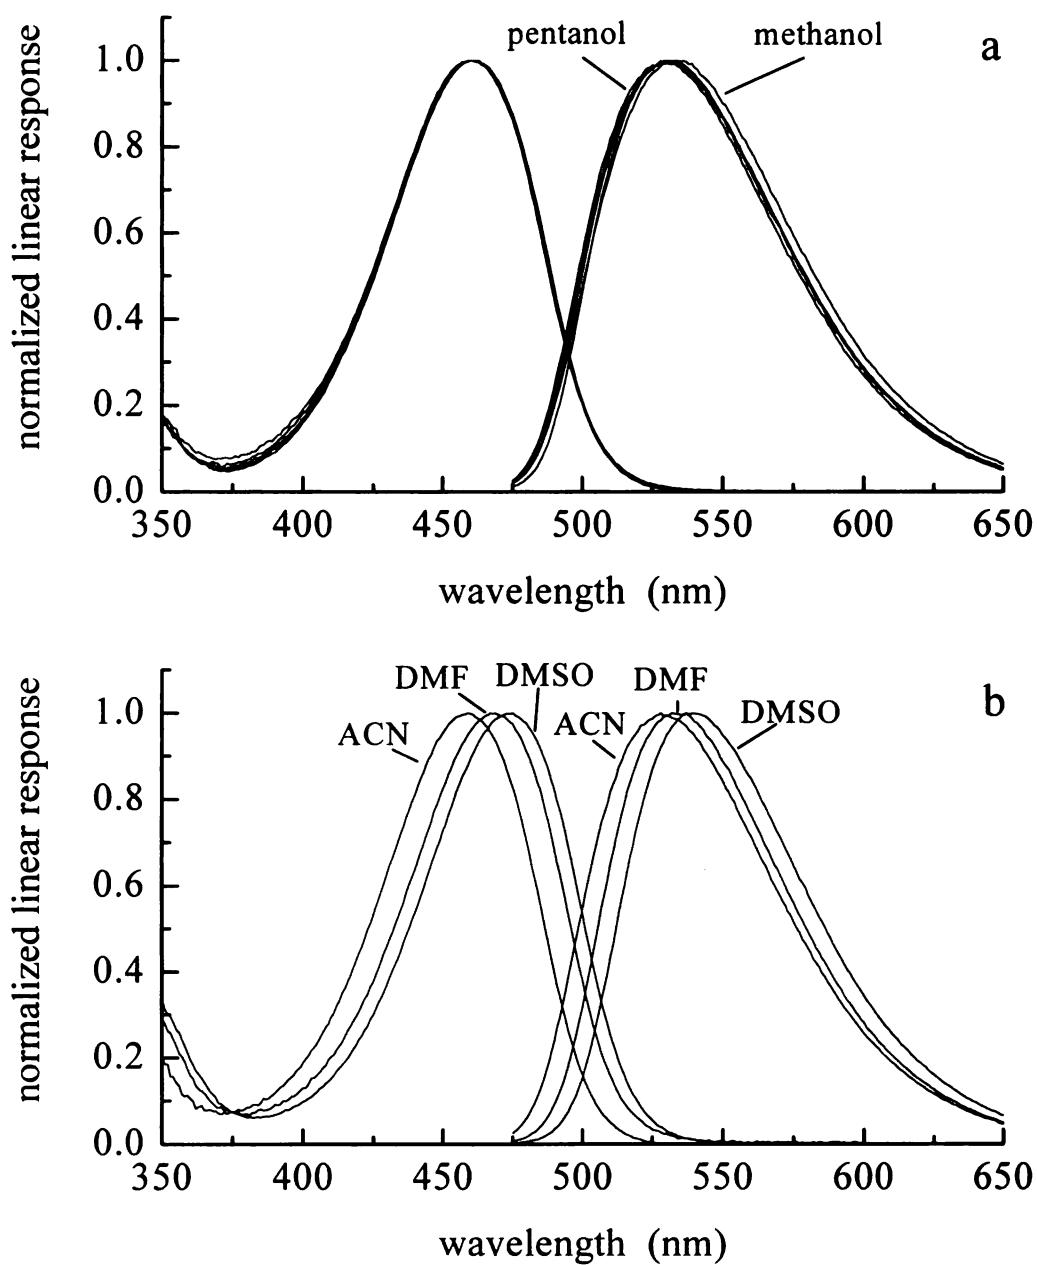 pentanol methanol a
1.0
0.8
0.6
0.4
0.2
0.0
normalized linear response
350 400 450 500 550 600 650
wavelength (nm)
DMF DMSO DMF b
ACN ACN DMSO
1.0
0.8
0.6
0.4
0.2
0.0
normalized linear response
350 400 450 500 550 600 650
wavelength (nm)